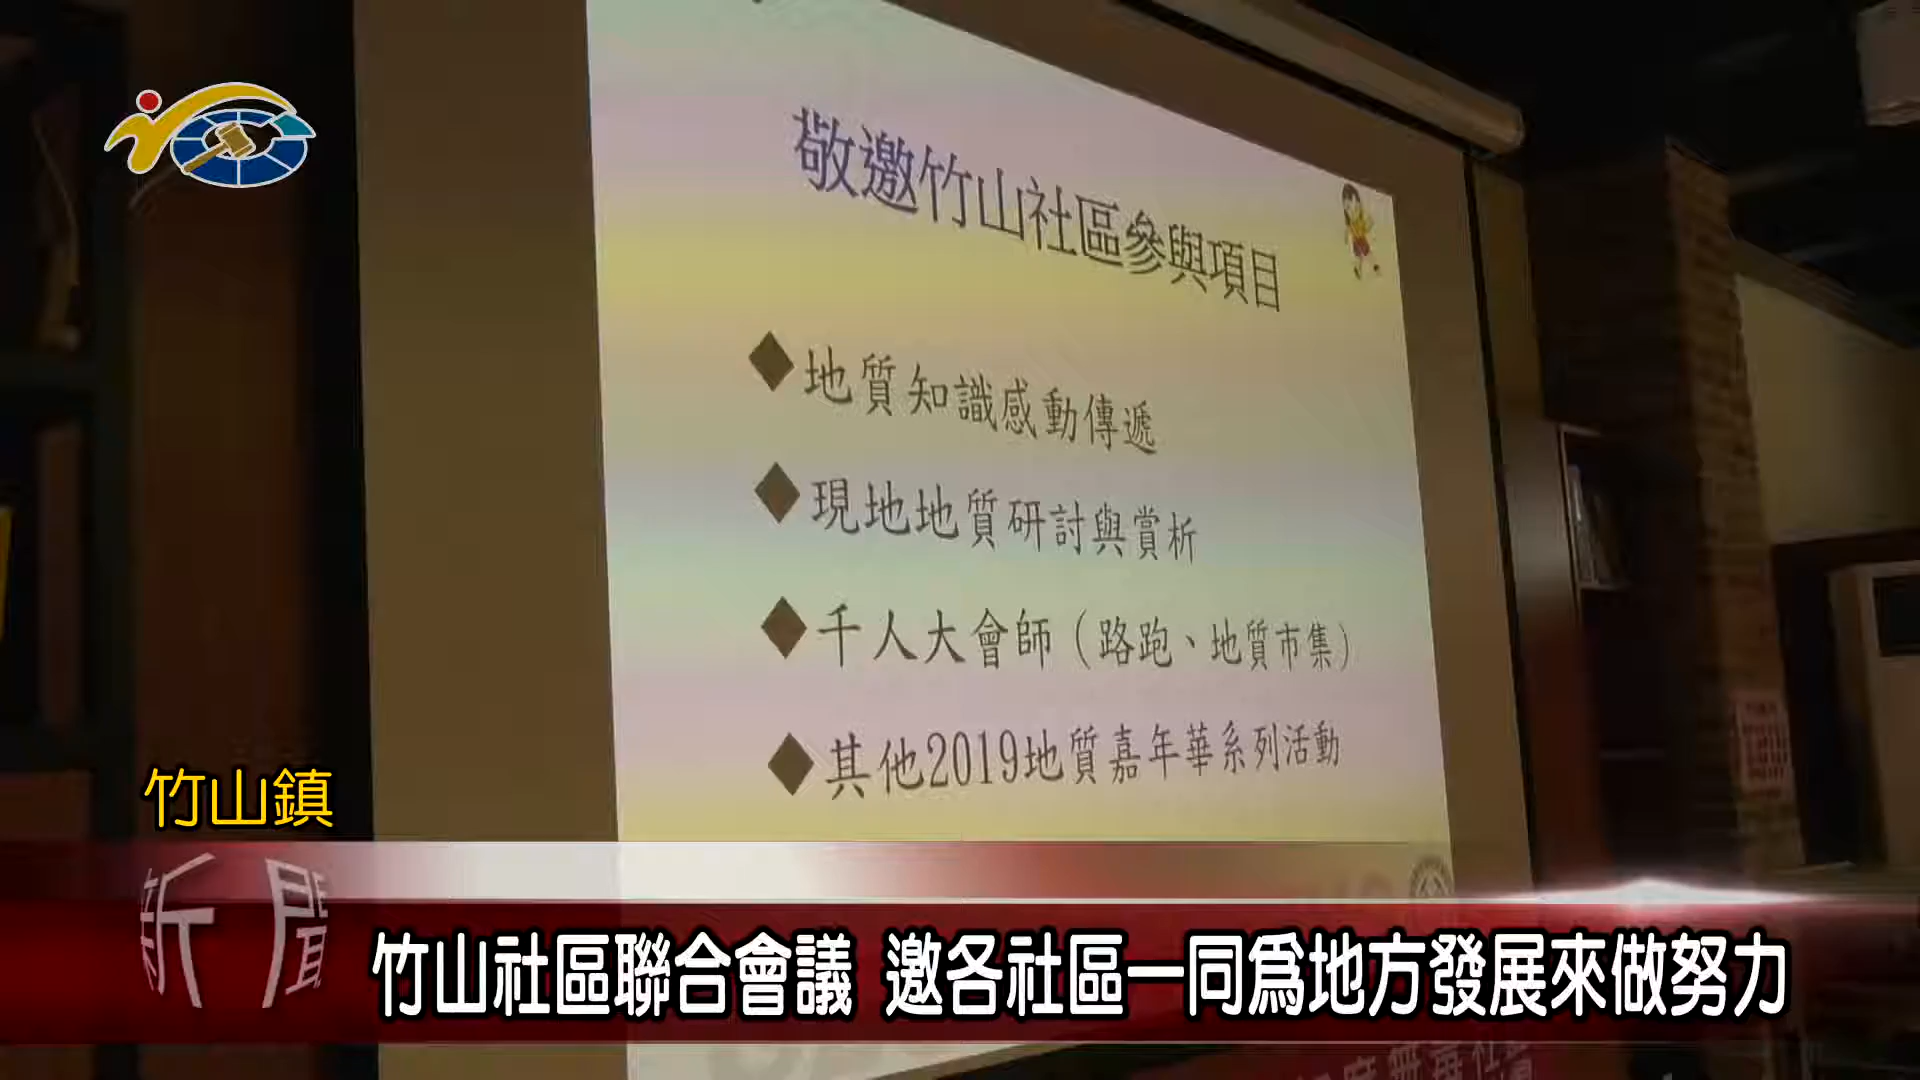 敬邀竹山社區參與項目
◆地質知識感動傳遞
◆現地地質研討與賞析
◆千人大會師（路跑、地質市集）
◆其他2019地質嘉年華系列活動
竹山鎮
新聞
竹山社區聯合會議 邀各社區一同為地方發展來做努力